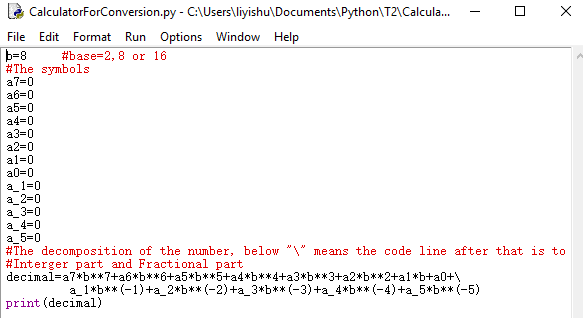 CalculatorForConversion.py - C:\Users\liyishu\Documents\Python\T2\Calcula...
File Edit Format Run Options Window Help
b=8 #base=2,8 or 16
#The symbols
a7=0
a6=0
a5=0
a4=0
a3=0
a2=0
a1=0
a0=0
a_1=0
a_2=0
a_3=0
a_4=0
a_5=0
#The decomposition of the number, below "\" means the code line after that is to
#Interger part and Fractional part
decimal=a7*b**7+a6*b**6+a5*b**5+a4*b**4+a3*b**3+a2*b**2+a1*b+a0+\
a_1*b**(-1)+a_2*b**(-2)+a_3*b**(-3)+a_4*b**(-4)+a_5*b**(-5)
print(decimal)